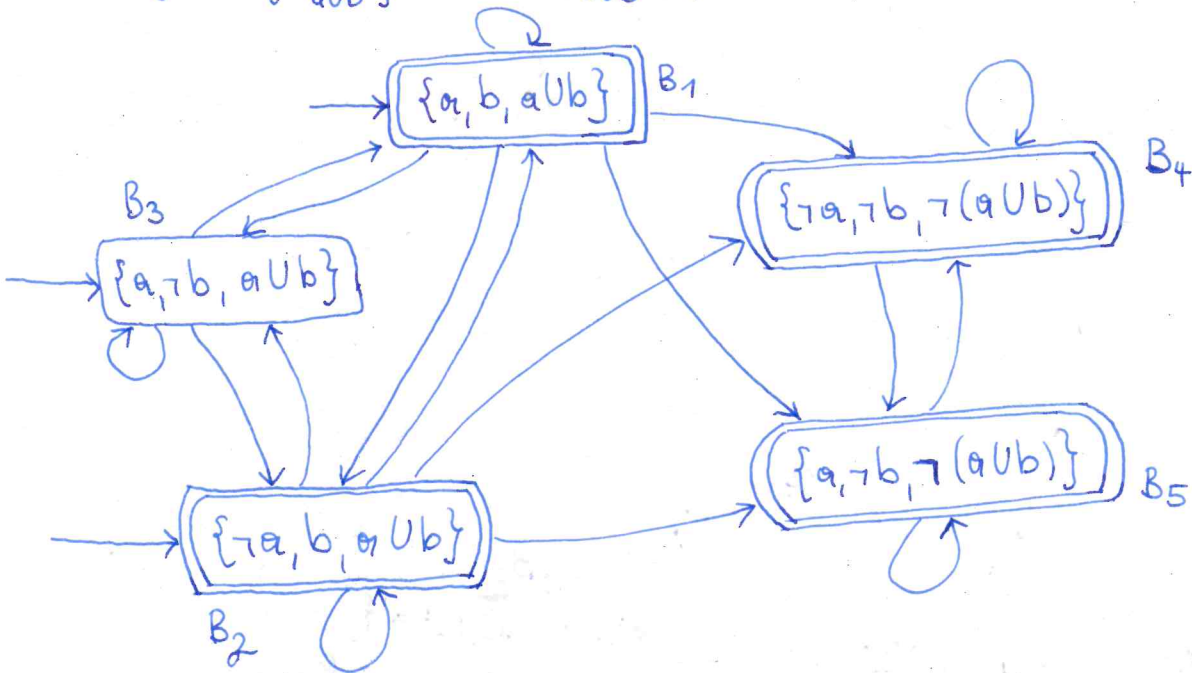 {a, b, a∪b}
B1
{¬a, ¬b, ¬(a∪b)}
B4
B3
{a, ¬b, a∪b}
{a, ¬b, ¬(a∪b)}
B5
{¬a, b, a∪b}
B2